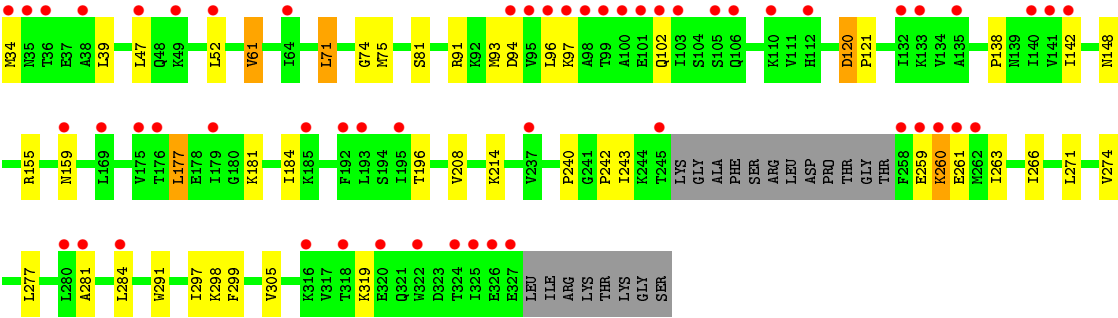 M34 N35 T36 E37 A38 L39 L47 Q48 K49 L52 V61 I64 L71 G74 M75 S81 R91 K92 M93 D94 V95 L96 K97 A98 T99 A100 E101 Q102 I103 S104 S105 Q106 K110 V111 H112 D120 P121 I132 K133 V134 A135 P138 N139 I140 V141 I142 N148
R155 N159 L169 V175 T176 L177 E178 I179 G180 K181 I184 K185 F192 L193 S194 I195 T196 V208 K214 V237 P240 G241 P242 I243 K244 T245 LYS GLY ALA PHE SER ARG LEU ASP PRO THR GLY THR F258 E259 K260 E261 M262 I263 I266 L271 V274
L277 L280 A281 L284 W291 I297 K298 F299 V305 K316 V317 T318 K319 E320 Q321 W322 D323 T324 I325 E326 E327 LEU ILE ARG LYS THR LYS GLY SER